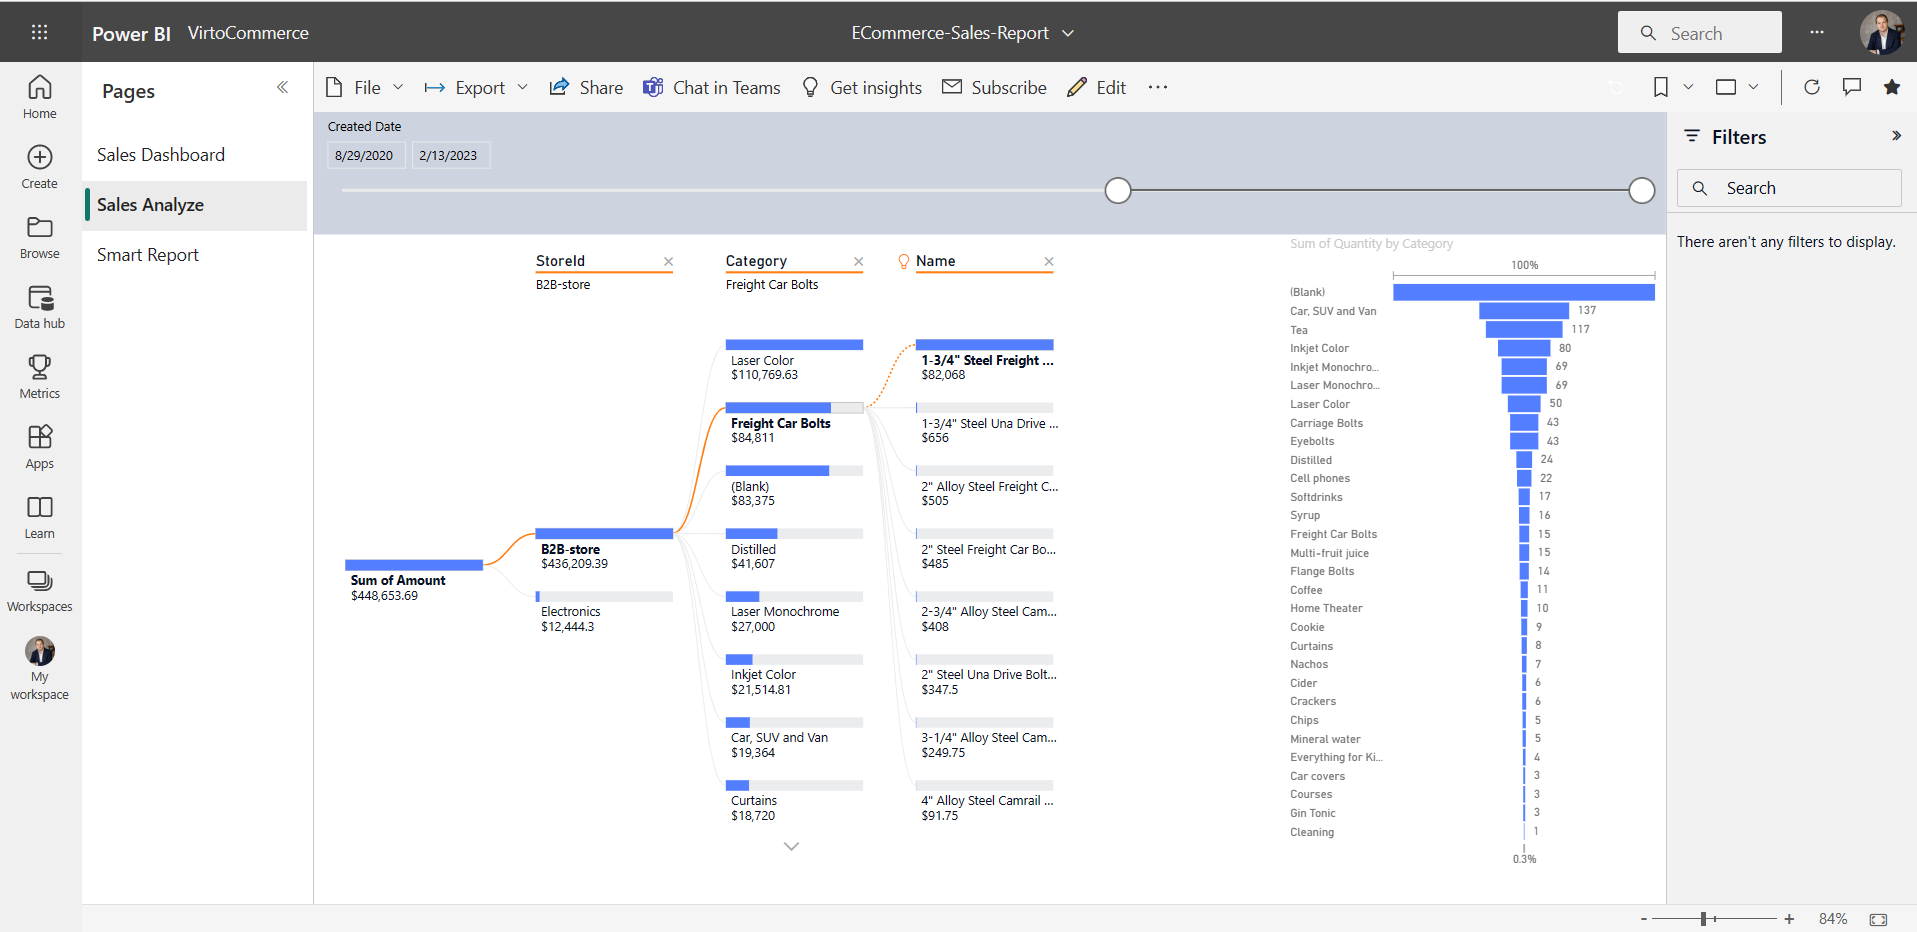 Power BI VirtoCommerce
ECommerce-Sales-Report
Search
Home
Create
Browse
Data hub
Metrics
Apps
Learn
Workspaces
My
workspace
Pages
Sales Dashboard
Sales Analyze
Smart Report
File
Export
Share
Chat in Teams
Get insights
Subscribe
Edit
Created Date
8/29/2020
2/13/2023
StoreId
B2B-store
Category
Freight Car Bolts
Name
Sum of Amount
$448,653.69
B2B-store
$436,209.39
Electronics
$12,444.3
Laser Color
$110,769.63
Freight Car Bolts
$84,811
(Blank)
$83,375
Distilled
$41,607
Laser Monochrome
$27,000
Inkjet Color
$21,514.81
Car, SUV and Van
$19,364
Curtains
$18,720
1-3/4" Steel Freight ...
$82,068
1-3/4" Steel Una Drive ...
$656
2" Alloy Steel Freight C...
$505
2" Steel Freight Car Bo...
$485
2-3/4" Alloy Steel Cam...
$408
2" Steel Una Drive Bolt...
$347.5
3-1/4" Alloy Steel Cam...
$249.75
4" Alloy Steel Camrail ...
$91.75
Sum of Quantity by Category
100%
(Blank)
Car, SUV and Van 137
Tea 117
Inkjet Color 80
Inkjet Monochro... 69
Laser Monochro... 69
Laser Color 50
Carriage Bolts 43
Eyebolts 43
Distilled 24
Cell phones 22
Softdrinks 17
Syrup 16
Freight Car Bolts 15
Multi-fruit juice 15
Flange Bolts 14
Coffee 11
Home Theater 10
Cookie 9
Curtains 8
Nachos 7
Cider 6
Crackers 6
Chips 5
Mineral water 5
Everything for Ki... 4
Car covers 3
Courses 3
Gin Tonic 3
Cleaning 1
0.3%
Filters
Search
There aren't any filters to display.
- + 84%